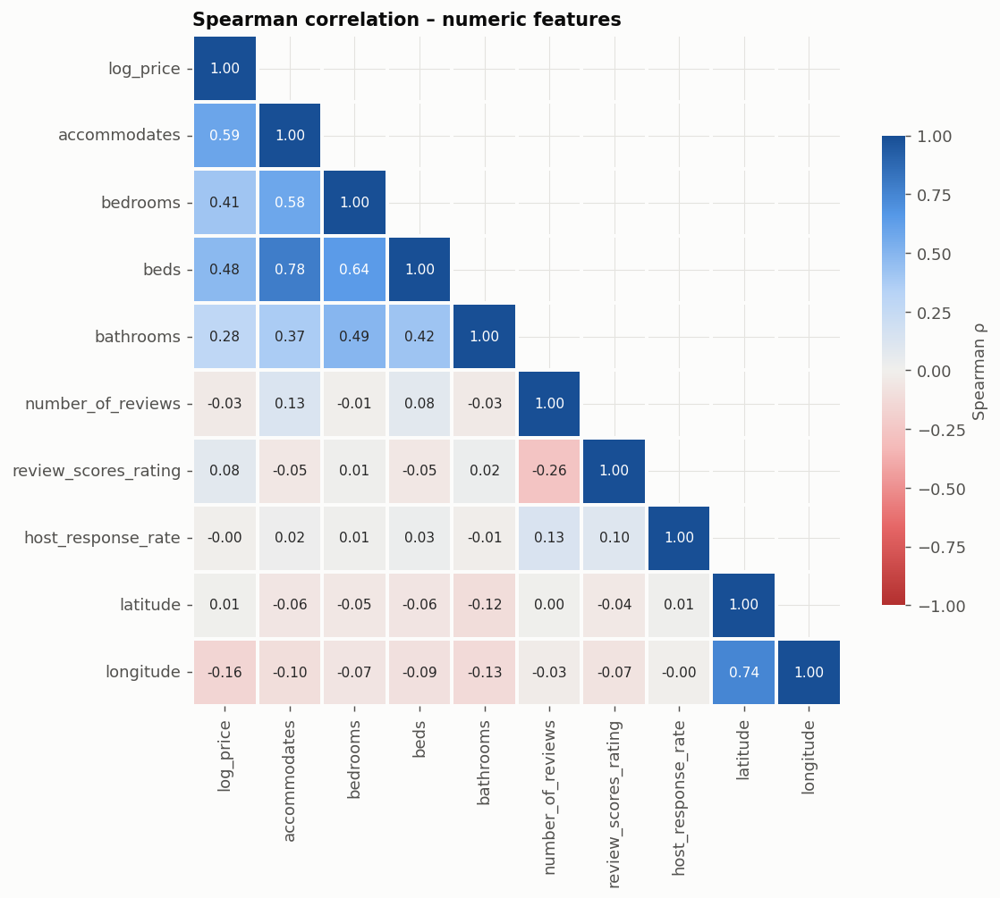 Spearman correlation – numeric features
log_price 1.00
accommodates 0.59 1.00
bedrooms 0.41 0.58 1.00
beds 0.48 0.78 0.64 1.00
bathrooms 0.28 0.37 0.49 0.42 1.00
number_of_reviews -0.03 0.13 -0.01 0.08 -0.03 1.00
review_scores_rating 0.08 -0.05 0.01 -0.05 0.02 -0.26 1.00
host_response_rate -0.00 0.02 0.01 0.03 -0.01 0.13 0.10 1.00
latitude 0.01 -0.06 -0.05 -0.06 -0.12 0.00 -0.04 0.01 1.00
longitude -0.16 -0.10 -0.07 -0.09 -0.13 -0.03 -0.07 -0.00 0.74 1.00
log_price
accommodates
bedrooms
beds
bathrooms
number_of_reviews
review_scores_rating
host_response_rate
latitude
longitude
1.00
0.75
0.50
0.25
0.00
−0.25
−0.50
−0.75
−1.00
Spearman ρ